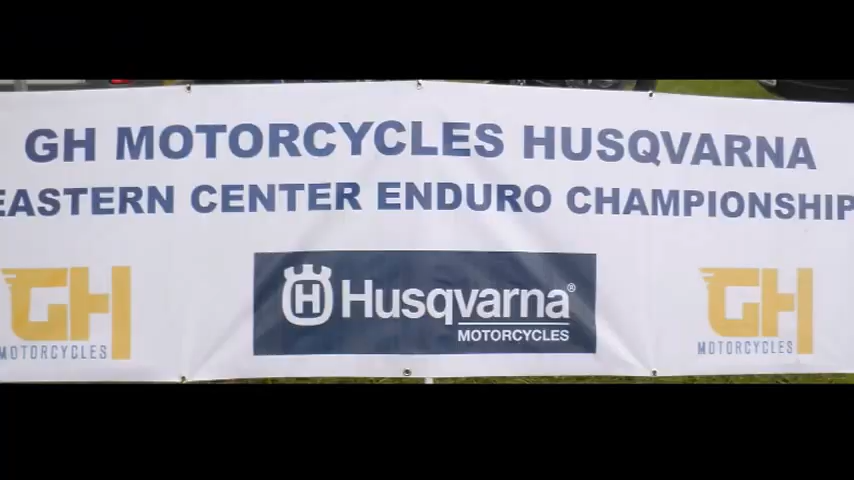 GH MOTORCYCLES HUSQVARNA
EASTERN CENTER ENDURO CHAMPIONSHIP
GH
MOTORCYCLES
H Husqvarna®
MOTORCYCLES
GH
MOTORCYCLES